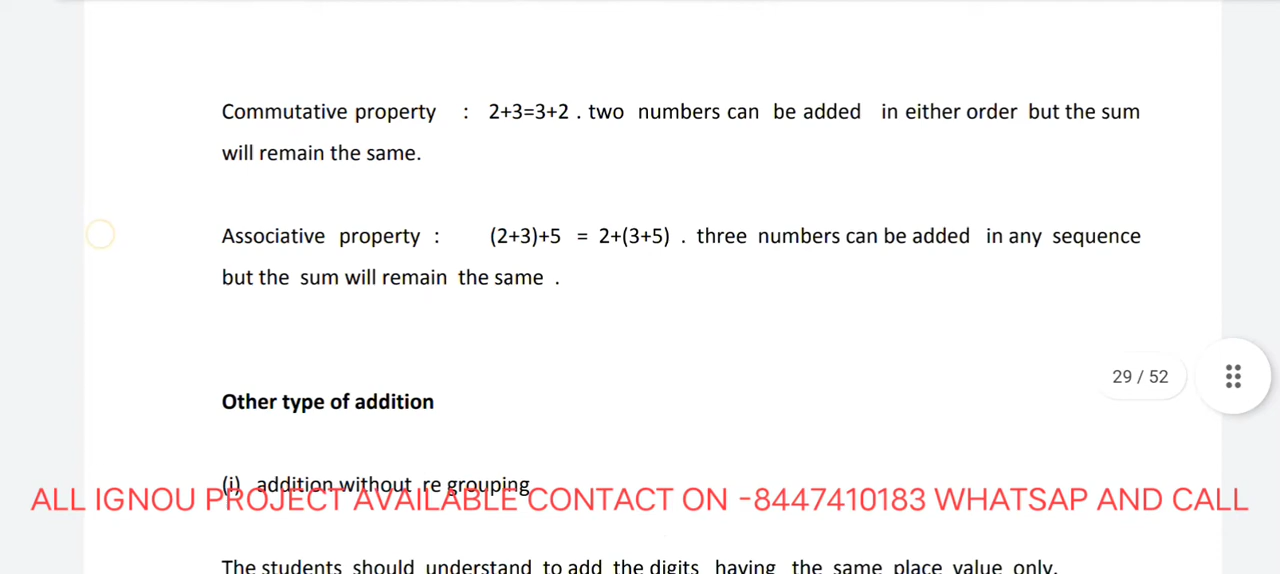 Commutative property : 2+3=3+2 . two numbers can be added in either order but the sum
will remain the same.
Associative property : (2+3)+5 = 2+(3+5) . three numbers can be added in any sequence
but the sum will remain the same .
29 / 52
Other type of addition
(i) addition without re grouping
ALL IGNOU PROJECT AVAILABLE CONTACT ON -8447410183 WHATSAP AND CALL
The students should understand to add the digits having the same place value only.